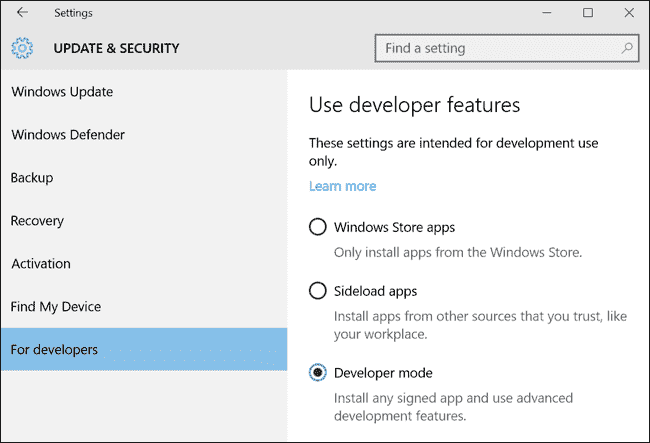 Settings
UPDATE & SECURITY
Find a setting
Windows Update
Windows Defender
Backup
Recovery
Activation
Find My Device
For developers
Use developer features
These settings are intended for development use
only.
Learn more
Windows Store apps
Only install apps from the Windows Store.
Sideload apps
Install apps from other sources that you trust, like
your workplace.
Developer mode
Install any signed app and use advanced
development features.